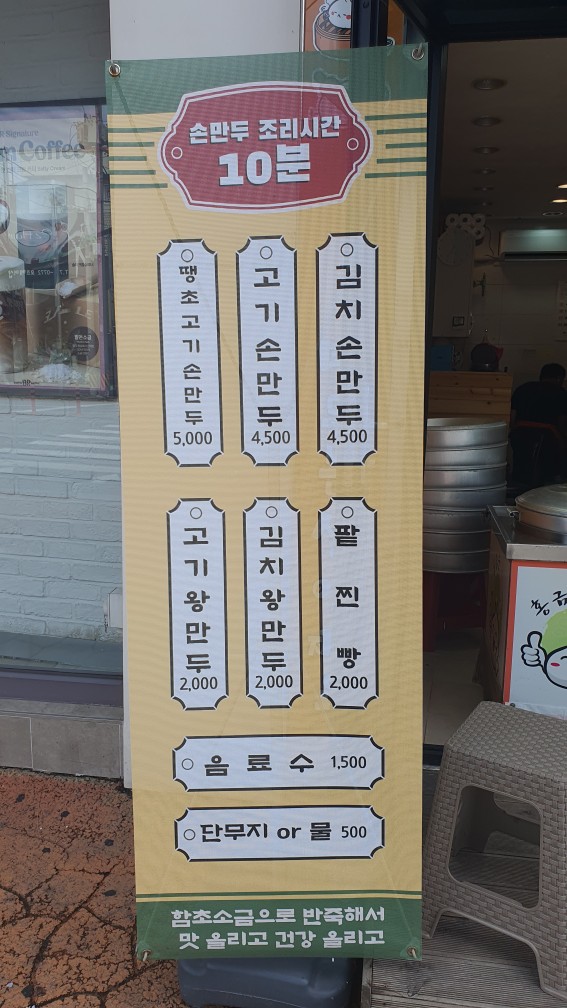 Signature
Coffee
손만두 조리시간
10분
땡초고기손만두
5,000
고기손만두
4,500
김치손만두
4,500
고기왕만두
2,000
김치왕만두
2,000
팥찐빵
2,000
음료수 1,500
단무지 or 물 500
함초소금으로 반죽해서
맛 올리고 건강 올리고
황금